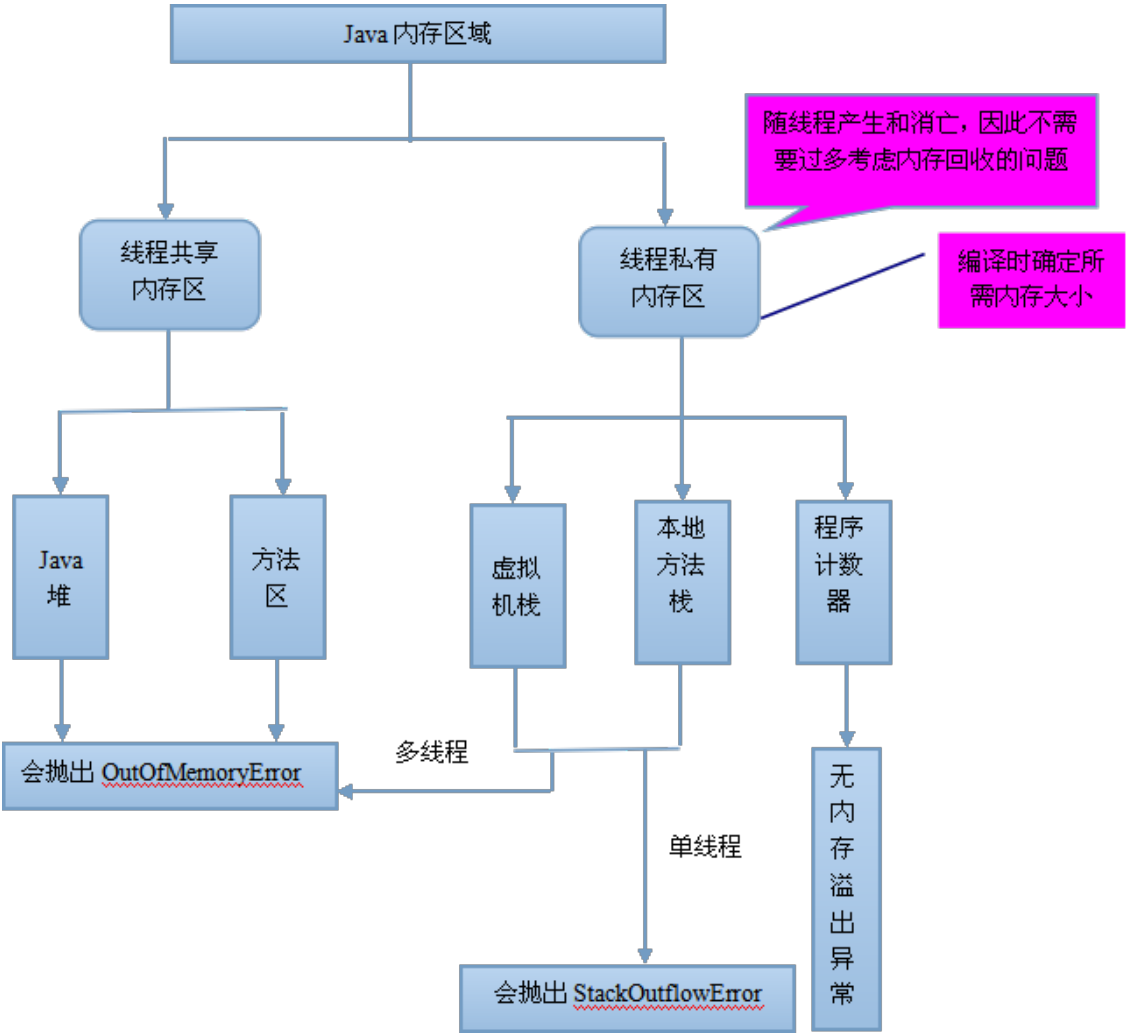 Java 内存区域
随线程产生和消亡，因此不需
要过多考虑内存回收的问题
线程共享
内存区
线程私有
内存区
编译时确定所
需内存大小
Java
堆
方法
区
虚拟
机栈
本地
方法
栈
程序
计数
器
会抛出 OutOfMemoryError
多线程
单线程
无
内
存
溢
出
异
常
会抛出 StackOutflowError